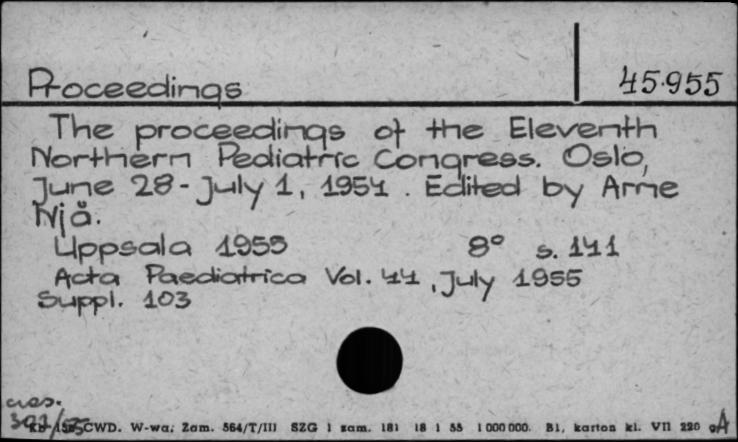 Proceedings 45.955
The proceedings of the Eleventh
Northern Pediatric Congress. Oslo,
June 28 - July 1, 1954. Edited by Arne
Njå.
Uppsala 1955 8° s. 141
Acta Paediatrica Vol. 44, July 1955
Suppl. 103
CWD. W-wa. Zam. 564/T/III SZG 1 zam. 181 18 1 55 1 000 000. B1, karton kl. VII 220 g A